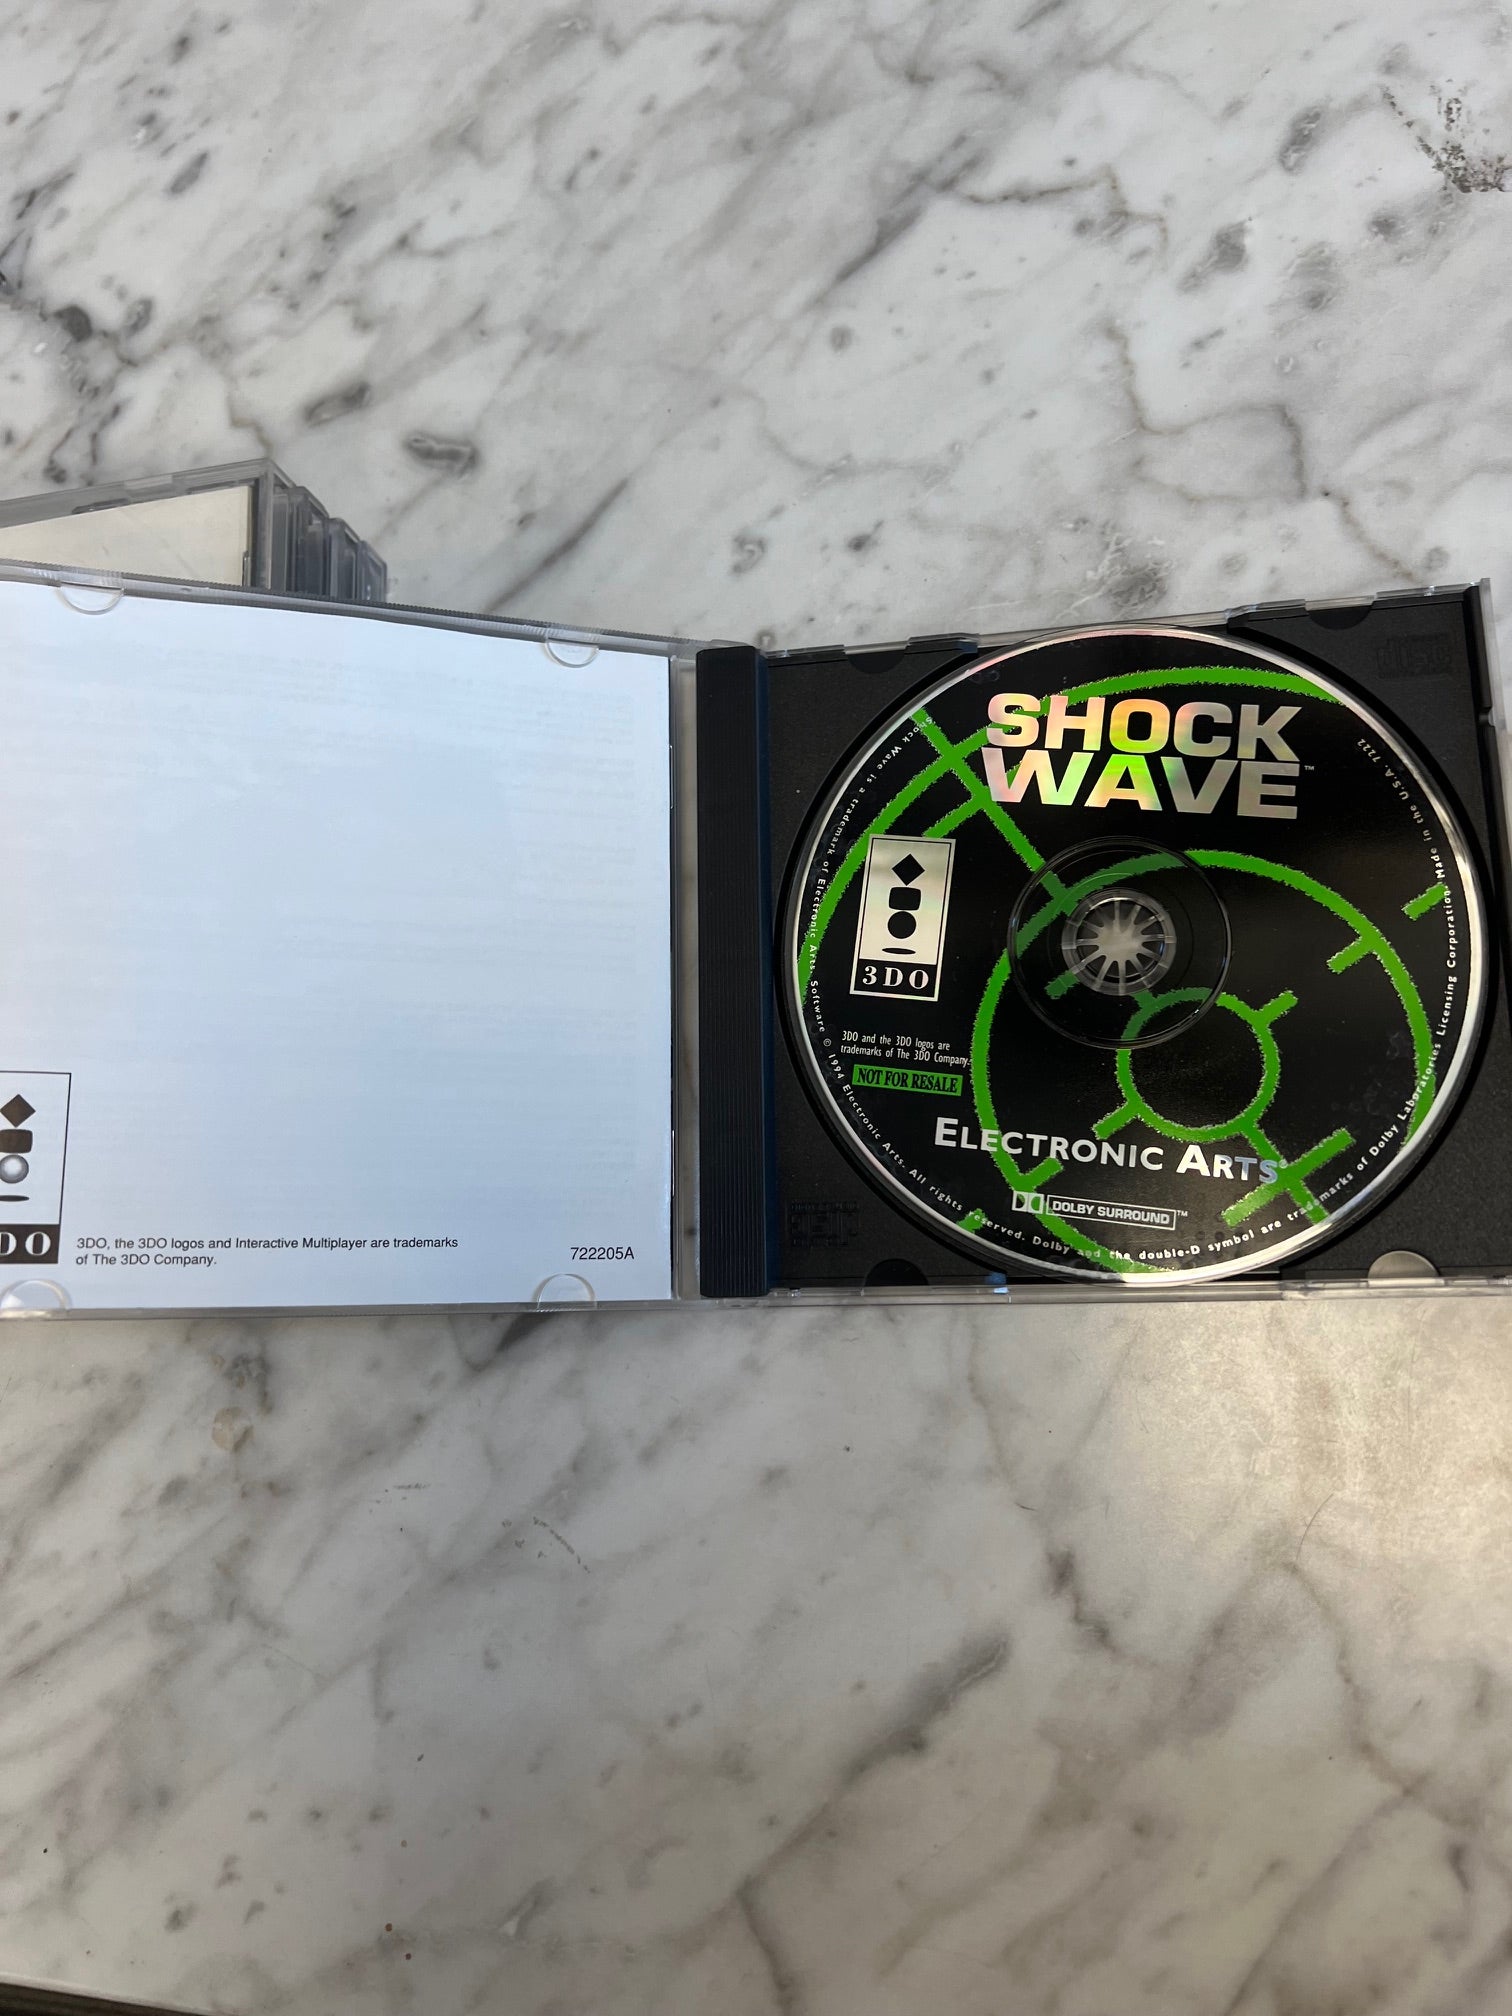 DO
3DO, the 3DO logos and Interactive Multiplayer are trademarks
of The 3DO Company.
722205A
SHOCK
WAVE™
3DO
3DO and the 3DO logos are
trademarks of The 3DO Company.
NOT FOR RESALE
ELECTRONIC ARTS®
DOLBY SURROUND™
Shock Wave is a trademark of Electronic Arts. Software © 1994 Electronic Arts. All rights reserved. Dolby and the double-D symbol are trademarks of Dolby Laboratories Licensing Corporation. Made in the U.S.A. 7222